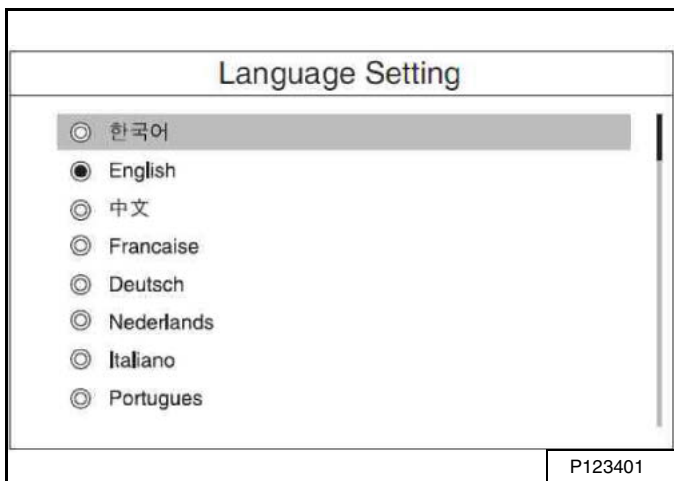 Language Setting
한국어
English
中文
Francaise
Deutsch
Nederlands
Italiano
Portugues
P123401